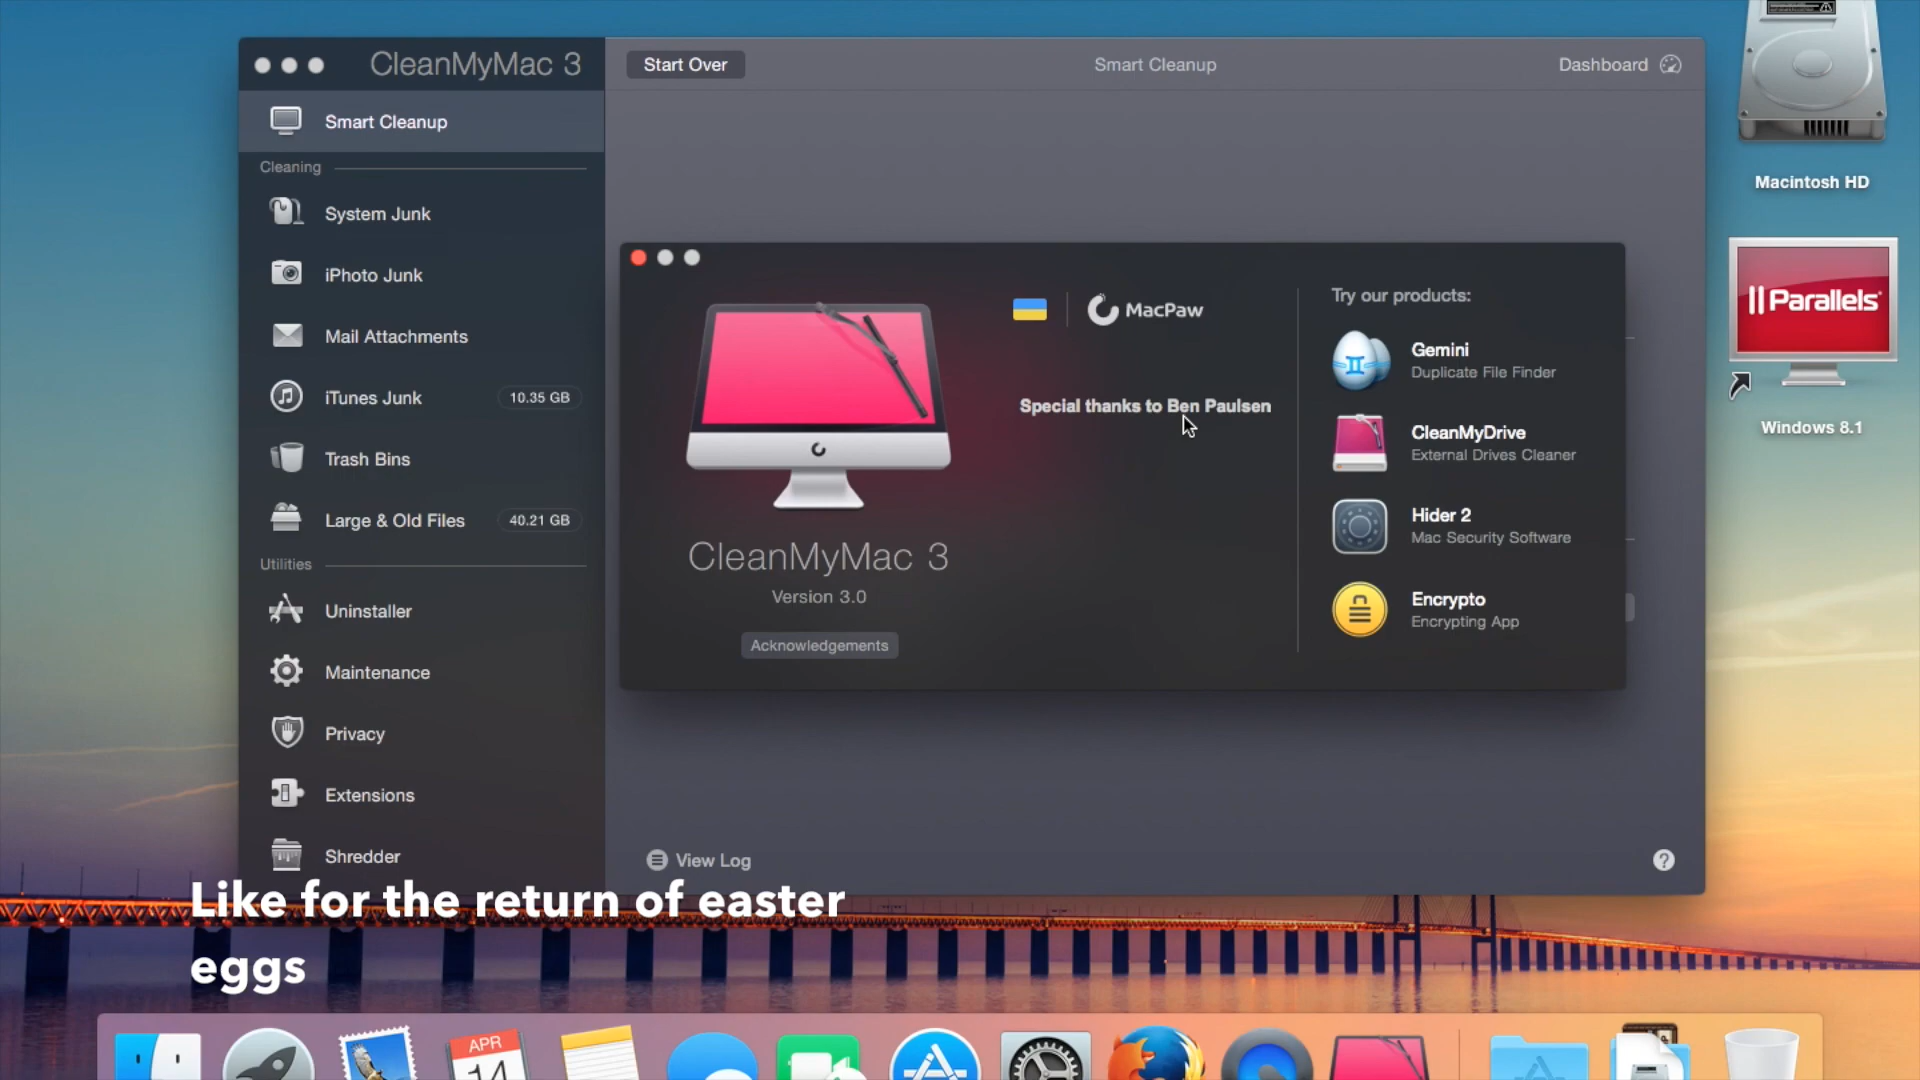 CleanMyMac 3
Start Over
Smart Cleanup
Dashboard
Smart Cleanup
Cleaning
System Junk
iPhoto Junk
Mail Attachments
iTunes Junk 10.35 GB
Trash Bins
Large & Old Files 40.21 GB
Utilities
Uninstaller
Maintenance
Privacy
Extensions
Shredder
MacPaw
Special thanks to Ben Paulsen
CleanMyMac 3
Version 3.0
Acknowledgements
Try our products:
Gemini
Duplicate File Finder
CleanMyDrive
External Drives Cleaner
Hider 2
Mac Security Software
Encrypto
Encrypting App
View Log
?
Macintosh HD
Parallels
Windows 8.1
Like for the return of easter
eggs
APR
14